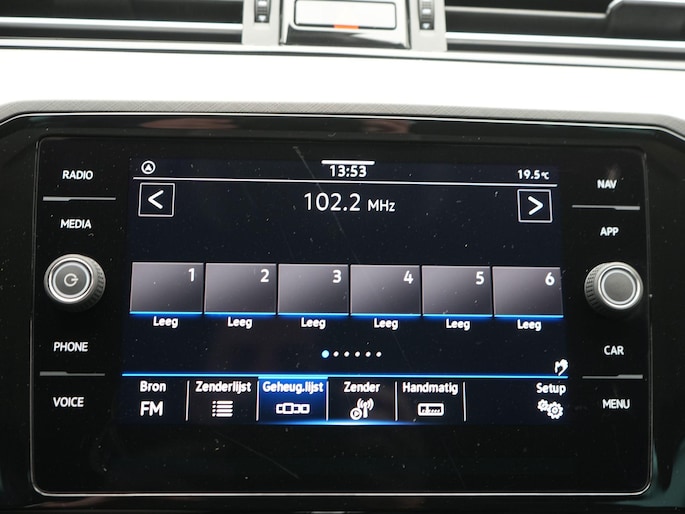 RADIO
MEDIA
PHONE
VOICE
13:53
19.5°C
< 102.2 MHz >
1 2 3 4 5 6
Leeg Leeg Leeg Leeg Leeg Leeg
Bron Zenderlijst Geheug.lijst Zender Handmatig Setup
FM
NAV
APP
CAR
MENU